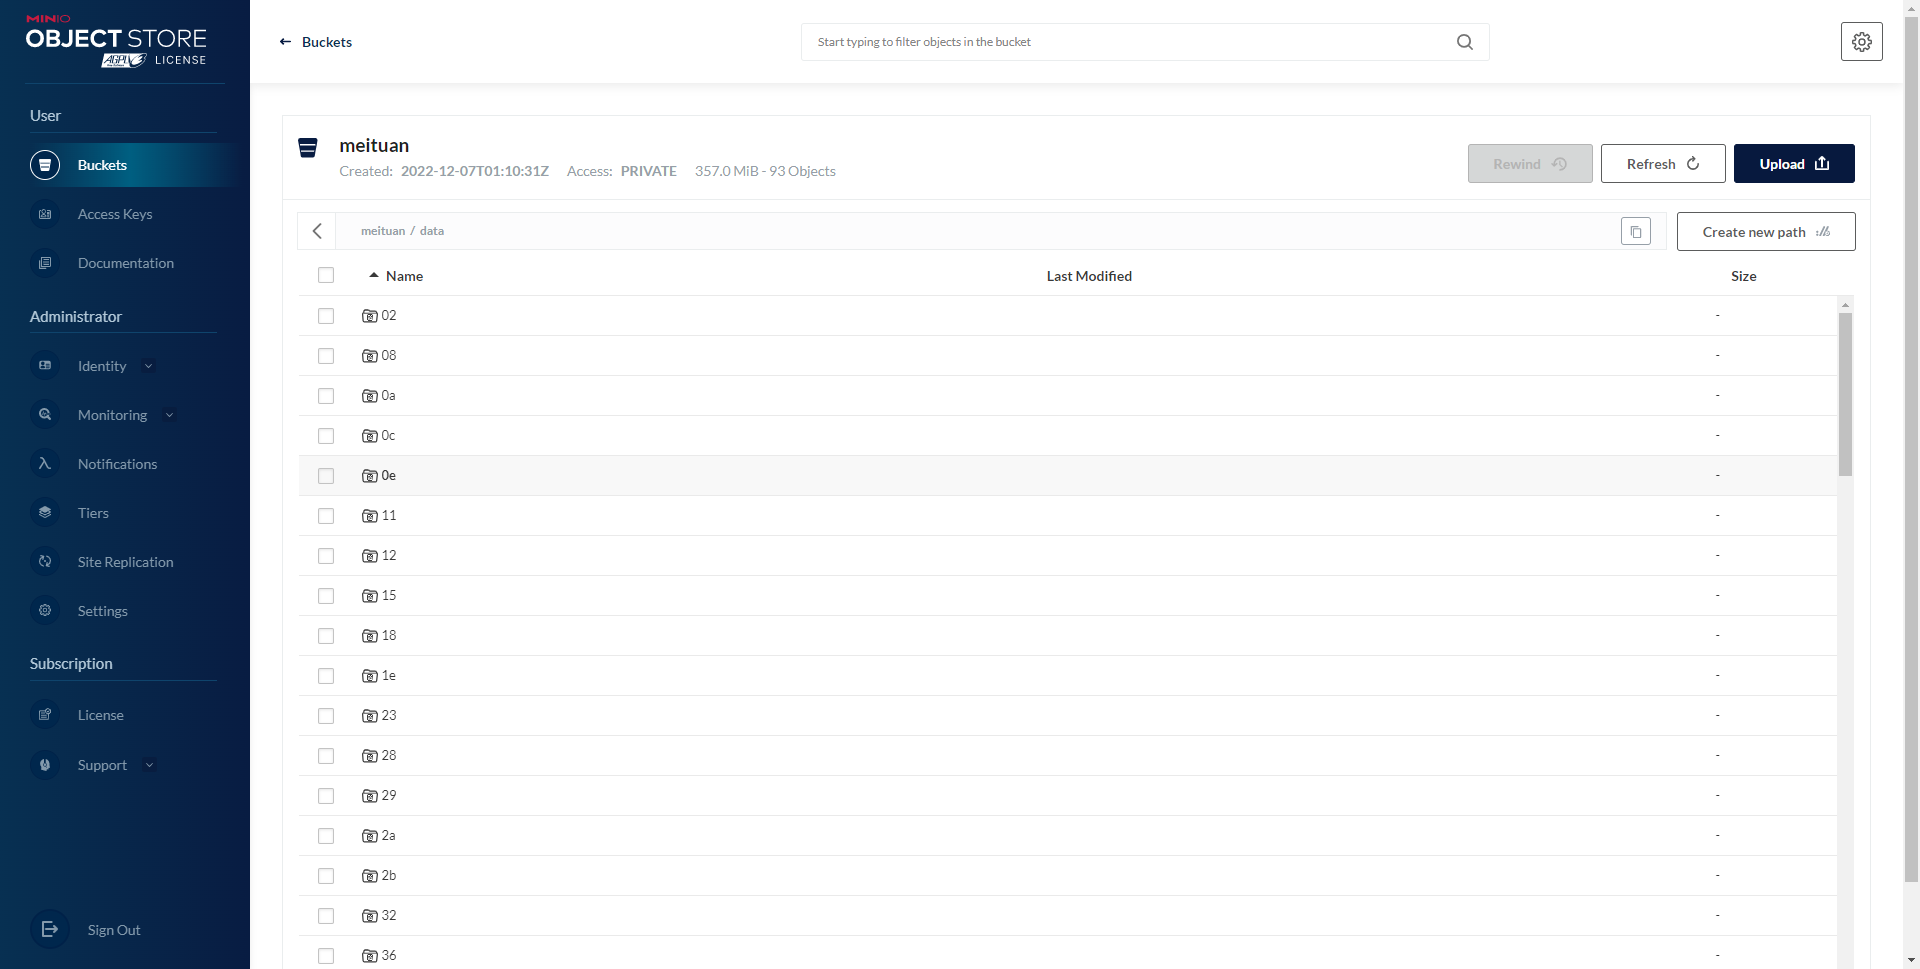 MINIO
OBJECT STORE
AGPLV3 LICENSE
User
Buckets
Access Keys
Documentation
Administrator
Identity
Monitoring
Notifications
Tiers
Site Replication
Settings
Subscription
License
Support
Sign Out
Buckets
Start typing to filter objects in the bucket
meituan
Created: 2022-12-07T01:10:31Z Access: PRIVATE 357.0 MiB - 93 Objects
Rewind
Refresh
Upload
meituan / data
Create new path
Name Last Modified Size
02 -
08 -
0a -
0c -
0e -
11 -
12 -
15 -
18 -
1e -
23 -
28 -
29 -
2a -
2b -
32 -
36 -